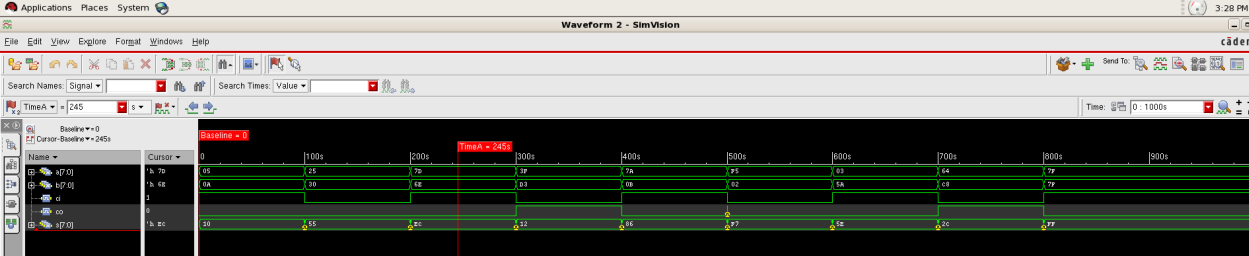 Applications Places System 3:28 PM
Waveform 2 - SimVision
File Edit View Explore Format Windows Help cāden
Send To:
Search Names: Signal Search Times: Value
TimeA = 245 s Time: 0 : 1000s
Baseline = 0
Cursor-Baseline = 245s
Baseline = 0
TimeA = 245s
Name Cursor 0 100s 200s 300s 400s 500s 600s 700s 800s 900s
a[7:0] 'h 7D 05 25 7D 3F 7A F5 03 64 7F
b[7:0] 'h 6E 0A 30 6E D3 0B 02 5A C8 7F
ci 1
co 0
s[7:0] 'h EC 10 55 EC 12 86 F7 5E 2C FF